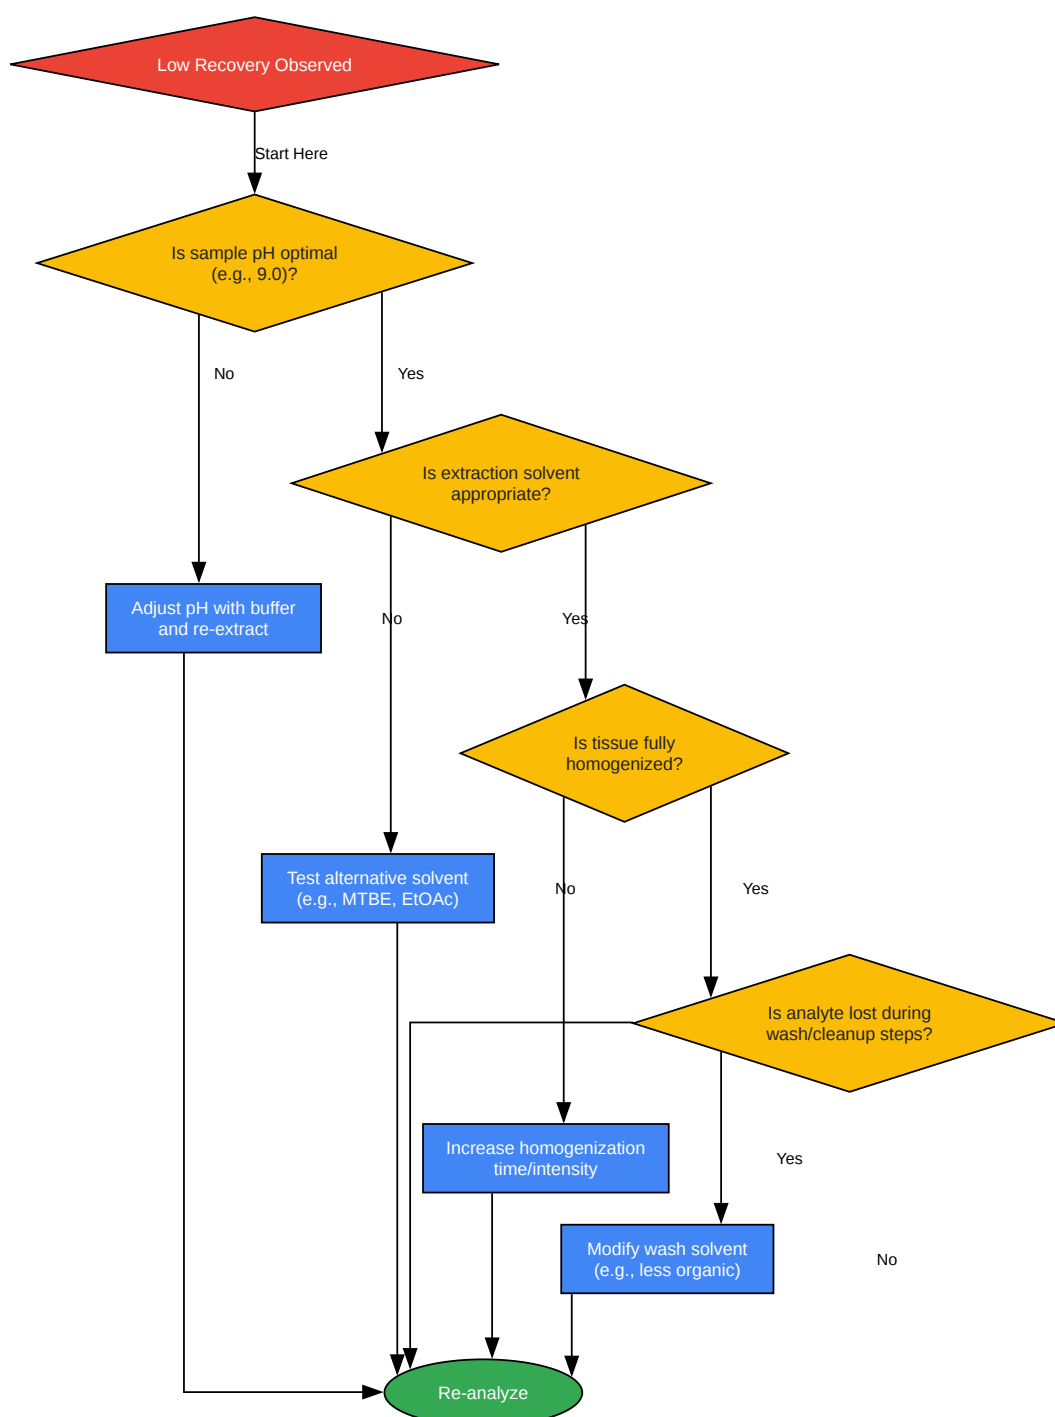 Low Recovery Observed
Start Here
Is sample pH optimal
(e.g., 9.0)?
No
Yes
Is extraction solvent
appropriate?
Adjust pH with buffer
and re-extract
No
Yes
Is tissue fully
homogenized?
Test alternative solvent
(e.g., MTBE, EtOAc)
No
Yes
Is analyte lost during
wash/cleanup steps?
Increase homogenization
time/intensity
Yes
Modify wash solvent
(e.g., less organic)
No
Re-analyze